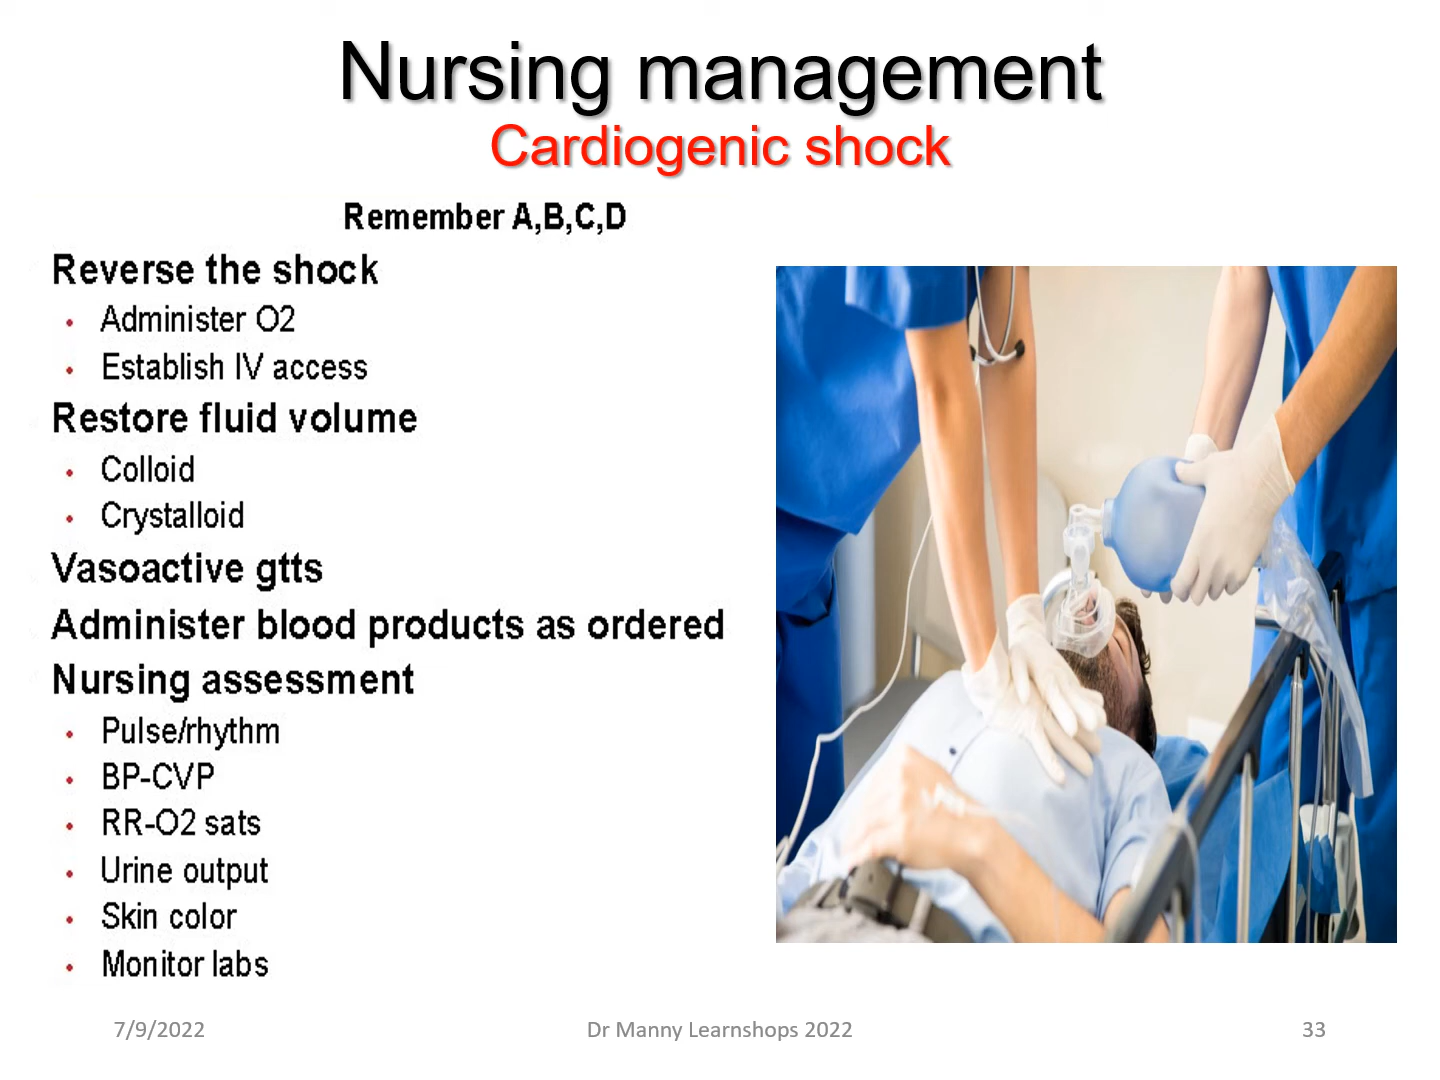 Nursing management
Cardiogenic shock
Remember A,B,C,D
Reverse the shock
• Administer O2
• Establish IV access
Restore fluid volume
• Colloid
• Crystalloid
Vasoactive gtts
Administer blood products as ordered
Nursing assessment
• Pulse/rhythm
• BP-CVP
• RR-O2 sats
• Urine output
• Skin color
• Monitor labs
7/9/2022
Dr Manny Learnshops 2022
33